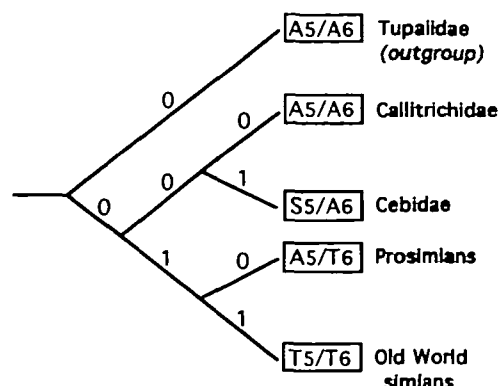 A5/A6 Tupaiidae
(outgroup)
0
A5/A6 Callitrichidae
0
0
1
0
S5/A6 Cebidae
1
0
A5/T6 Prosimians
1
T5/T6 Old World
simians